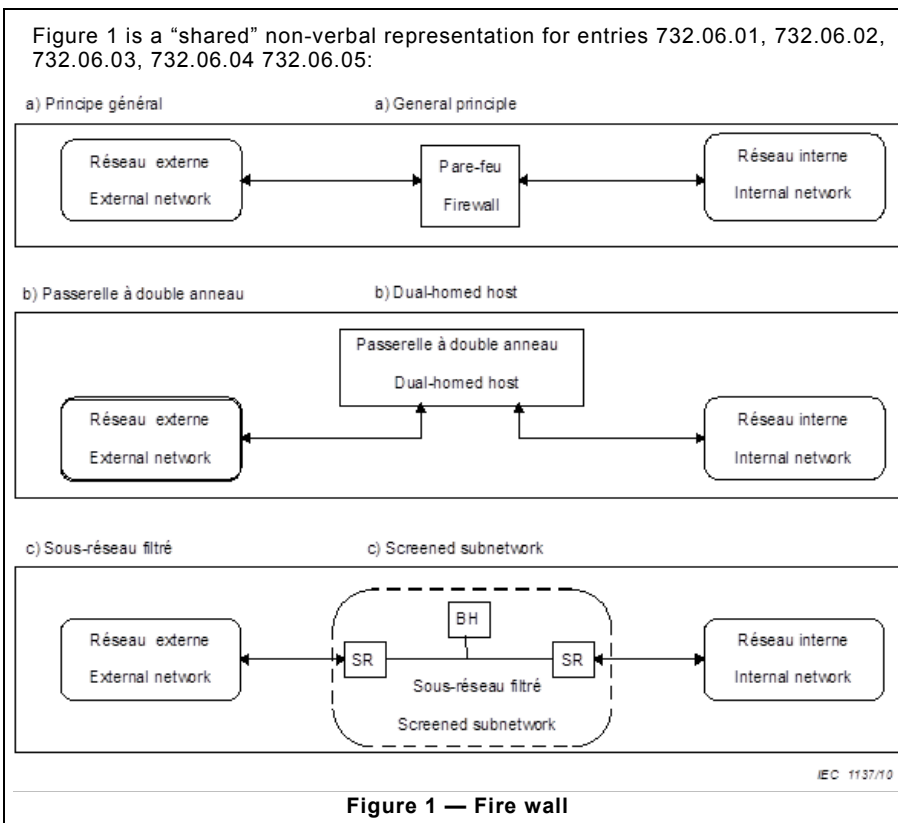 Figure 1 is a “shared” non-verbal representation for entries 732.06.01, 732.06.02,
732.06.03, 732.06.04 732.06.05:
a) Principe général
a) General principle
Réseau externe
External network
Pare-feu
Firewall
Réseau interne
Internal network
b) Passerelle à double anneau
b) Dual-homed host
Passerelle à double anneau
Dual-homed host
Réseau externe
External network
Réseau interne
Internal network
c) Sous-réseau filtré
c) Screened subnetwork
Réseau externe
External network
BH
SR
SR
Sous-réseau filtré
Screened subnetwork
Réseau interne
Internal network
IEC 1137/10
Figure 1 — Fire wall